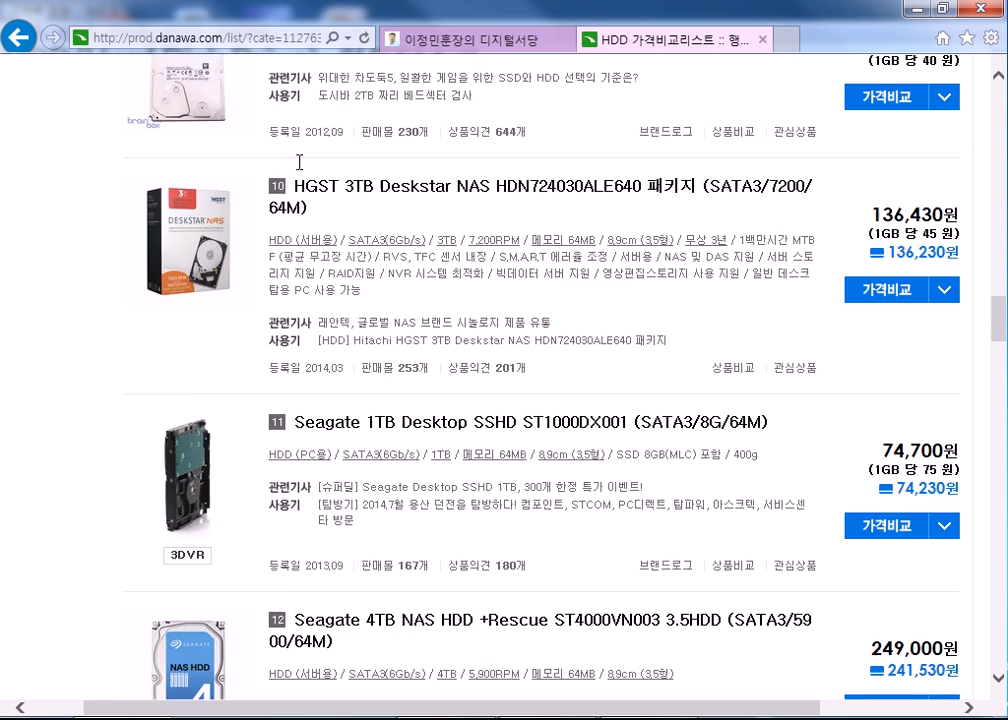 http://prod.danawa.com/list/?cate=11276
이정민훈장의 디지털서당
HDD 가격비교리스트 :: 행...
(1GB 당 40 원)
관련기사 위대한 차도둑5, 원활한 게임을 위한 SSD와 HDD 선택의 기준은?
사용기 도시바 2TB 짜리 베드섹터 검사
가격비교
brain box
등록일 2012.09 판매몰 230개 상품의견 644개 브랜드로그 상품비교 관심상품
10 HGST 3TB Deskstar NAS HDN724030ALE640 패키지 (SATA3/7200/
64M)
136,430원
(1GB 당 45 원)
136,230원
가격비교
HGST
DESKSTAR NAS
HDD (서버용) / SATA3(6Gb/s) / 3TB / 7,200RPM / 메모리 64MB / 8.9cm (3.5형) / 무상 3년 / 1백만시간 MTB
F (평균 무고장 시간) / RVS, TFC 센서 내장 / S.M.A.R.T 에러율 조정 / 서버용 / NAS 및 DAS 지원 / 서버 스토
리지 지원 / RAID지원 / NVR 시스템 최적화 / 빅데이터 서버 지원 / 영상편집스토리지 사용 지원 / 일반 데스크
탑용 PC 사용 가능
관련기사 래안텍, 글로벌 NAS 브랜드 시놀로지 제품 유통
사용기 [HDD] Hitachi HGST 3TB Deskstar NAS HDN724030ALE640 패키지
등록일 2014.03 판매몰 253개 상품의견 201개 상품비교 관심상품
11 Seagate 1TB Desktop SSHD ST1000DX001 (SATA3/8G/64M)
74,700원
(1GB 당 75 원)
74,230원
가격비교
HDD (PC용) / SATA3(6Gb/s) / 1TB / 메모리 64MB / 8.9cm (3.5형) / SSD 8GB(MLC) 포함 / 400g
관련기사 [슈퍼딜] Seagate Desktop SSHD 1TB, 300개 한정 특가 이벤트!
사용기 [탐방기] 2014.7월 용산 던전을 탐방하다! 컴포인트, STCOM, PC디렉트, 탑파워, 아스크텍, 서비스센
타 방문
3DVR
등록일 2013.09 판매몰 167개 상품의견 180개 브랜드로그 상품비교 관심상품
12 Seagate 4TB NAS HDD +Rescue ST4000VN003 3.5HDD (SATA3/59
00/64M)
249,000원
241,530원
SEAGATE
NAS HDD
4
HDD (서버용) / SATA3(6Gb/s) / 4TB / 5,900RPM / 메모리 64MB / 8.9cm (3.5형)